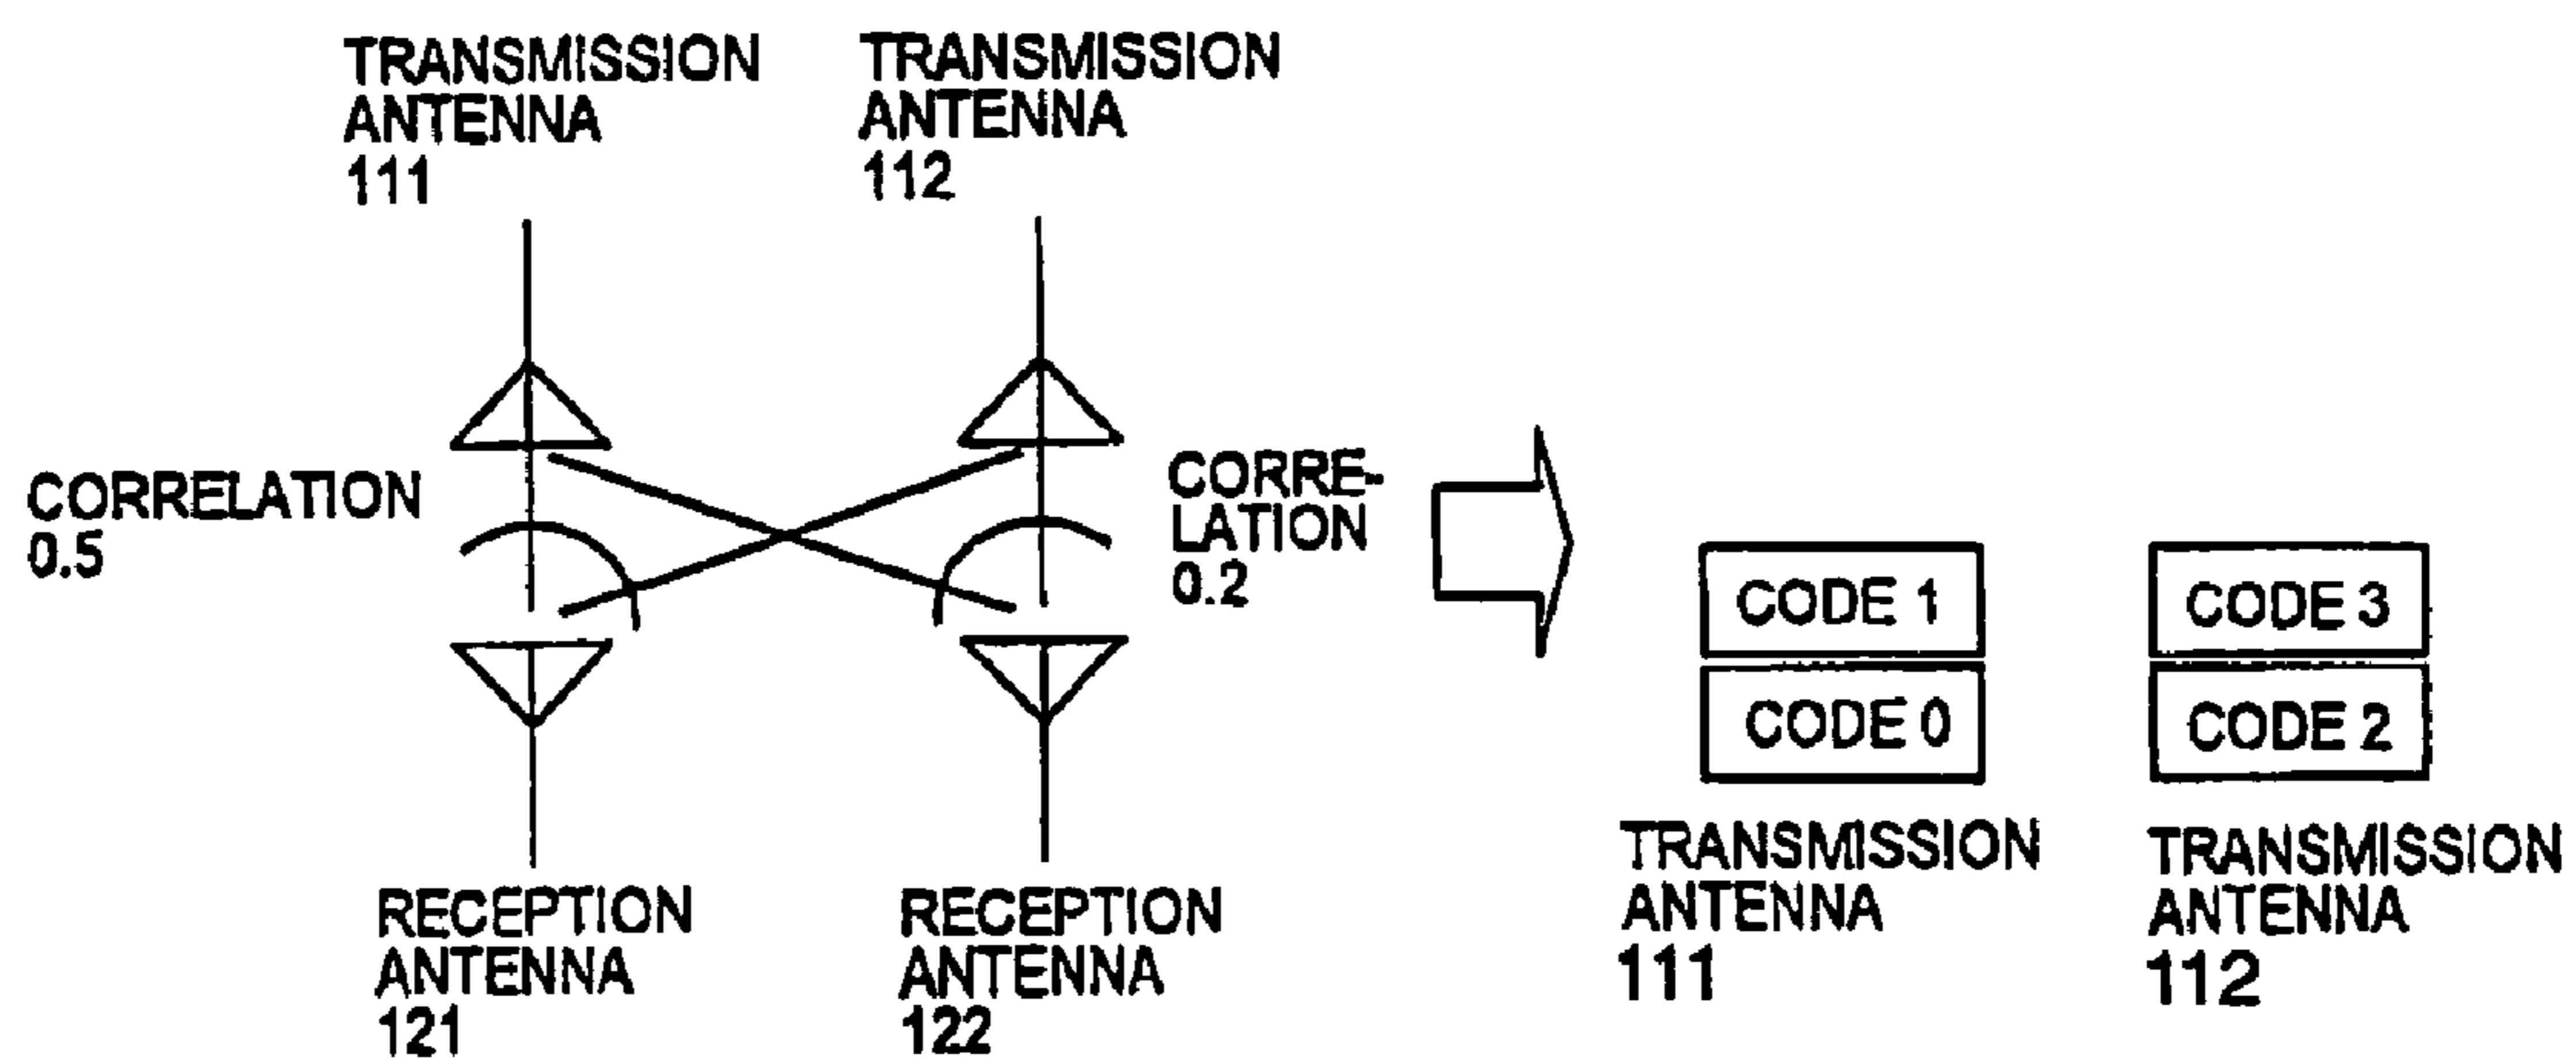 TRANSMISSION
ANTENNA
111
TRANSMISSION
ANTENNA
112
CORRELATION
0.5
CORRE-
LATION
0.2
RECEPTION
ANTENNA
121
RECEPTION
ANTENNA
122
CODE 1
CODE 0
TRANSMISSION
ANTENNA
111
CODE 3
CODE 2
TRANSMISSION
ANTENNA
112